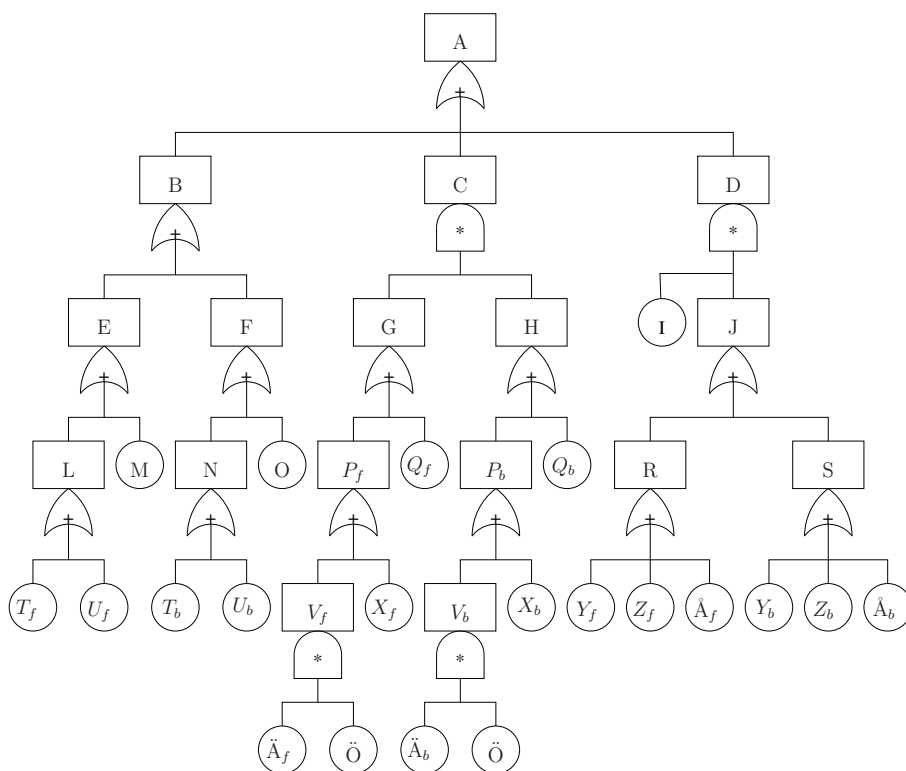 A
+
B C D
+ * *
E F G H I J
+ + + + +
L M N O P_f Q_f P_b Q_b R S
+ + + + + +
T_f U_f T_b U_b V_f X_f V_b X_b Y_f Z_f Å_f Y_b Z_b Å_b
* *
Ä_f Ö Ä_b Ö